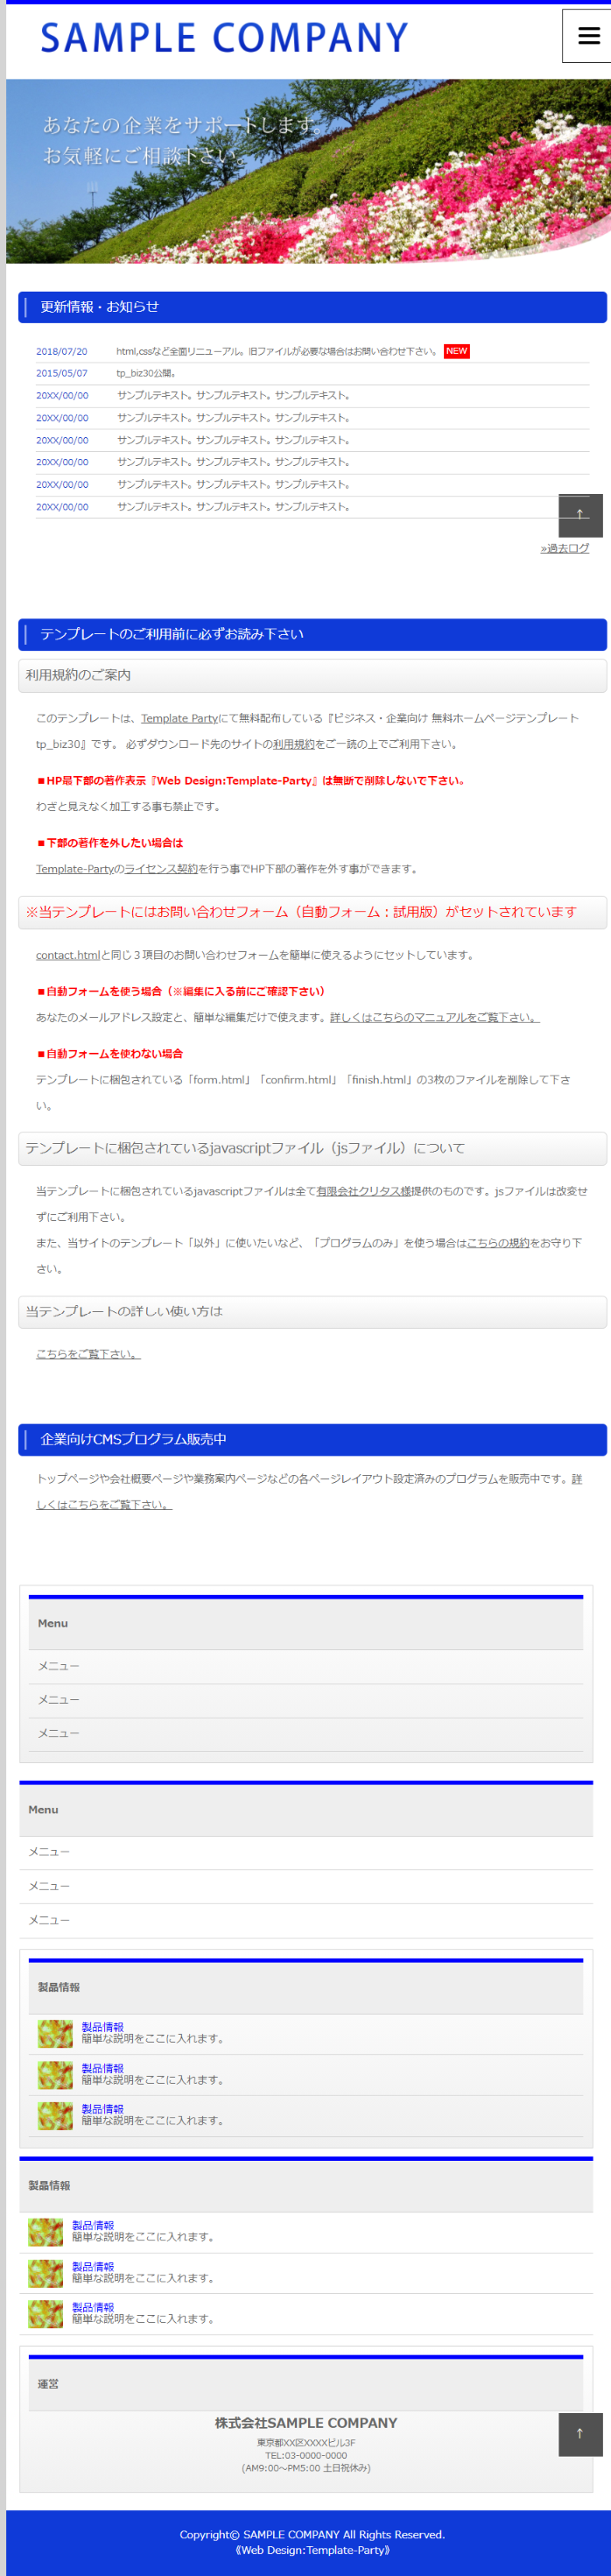 SAMPLE COMPANY
あなたの企業をサポートします。
お気軽にご相談下さい。
更新情報・お知らせ
2018/07/20 html,cssなど全面リニューアル。旧ファイルが必要な場合はお問い合わせ下さい。 NEW
2015/05/07 tp_biz30公開。
20XX/00/00 サンプルテキスト。サンプルテキスト。サンプルテキスト。
20XX/00/00 サンプルテキスト。サンプルテキスト。サンプルテキスト。
20XX/00/00 サンプルテキスト。サンプルテキスト。サンプルテキスト。
20XX/00/00 サンプルテキスト。サンプルテキスト。サンプルテキスト。
20XX/00/00 サンプルテキスト。サンプルテキスト。サンプルテキスト。
20XX/00/00 サンプルテキスト。サンプルテキスト。サンプルテキスト。
↑
»過去ログ
テンプレートのご利用前に必ずお読み下さい
利用規約のご案内
このテンプレートは、Template Partyにて無料配布している『ビジネス・企業向け 無料ホームページテンプレート
tp_biz30』です。 必ずダウンロード先のサイトの利用規約をご一読の上でご利用下さい。
■HP最下部の著作表示『Web Design:Template-Party』は無断で削除しないで下さい。
わざと見えなく加工する事も禁止です。
■下部の著作を外したい場合は
Template-Partyのライセンス契約を行う事でHP下部の著作を外す事ができます。
※当テンプレートにはお問い合わせフォーム（自動フォーム：試用版）がセットされています
contact.htmlと同じ３項目のお問い合わせフォームを簡単に使えるようにセットしています。
■自動フォームを使う場合（※編集に入る前にご確認下さい）
あなたのメールアドレス設定と、簡単な編集だけで使えます。詳しくはこちらのマニュアルをご覧下さい。
■自動フォームを使わない場合
テンプレートに梱包されている「form.html」「confirm.html」「finish.html」の3枚のファイルを削除して下さ
い。
テンプレートに梱包されているjavascriptファイル（jsファイル）について
当テンプレートに梱包されているjavascriptファイルは全て有限会社クリタス様提供のものです。jsファイルは改変せ
ずにご利用下さい。
また、当サイトのテンプレート「以外」に使いたいなど、「プログラムのみ」を使う場合はこちらの規約をお守り下
さい。
当テンプレートの詳しい使い方は
こちらをご覧下さい。
企業向けCMSプログラム販売中
トップページや会社概要ページや業務案内ページなどの各ページレイアウト設定済みのプログラムを販売中です。詳
しくはこちらをご覧下さい。
Menu
メニュー
メニュー
メニュー
Menu
メニュー
メニュー
メニュー
製品情報
製品情報
簡単な説明をここに入れます。
製品情報
簡単な説明をここに入れます。
製品情報
簡単な説明をここに入れます。
製品情報
製品情報
簡単な説明をここに入れます。
製品情報
簡単な説明をここに入れます。
製品情報
簡単な説明をここに入れます。
運営
株式会社SAMPLE COMPANY
東京都XX区XXXXビル3F
TEL:03-0000-0000
(AM9:00～PM5:00 土日祝休み)
↑
Copyright© SAMPLE COMPANY All Rights Reserved.
《Web Design:Template-Party》